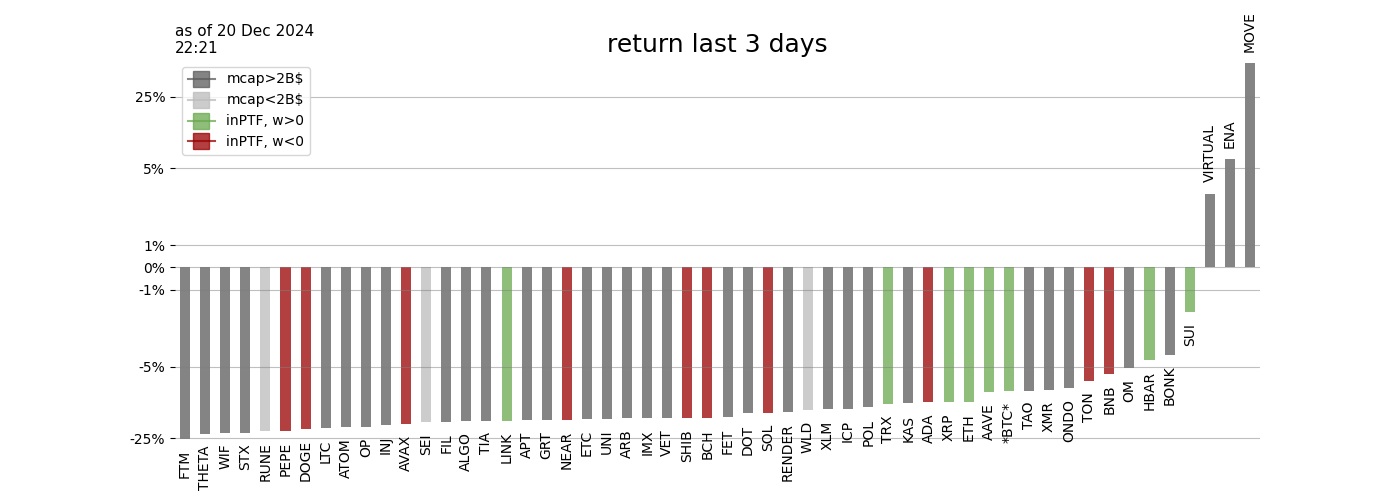 as of 20 Dec 2024
22:21
return last 3 days
mcap>2B$
mcap<2B$
inPTF, w>0
inPTF, w<0
25%
5%
1%
0%
-1%
-5%
-25%
FTM
THETA
WIF
STX
RUNE
PEPE
DOGE
LTC
ATOM
OP
INJ
AVAX
SEI
FIL
ALGO
TIA
LINK
APT
GRT
NEAR
ETC
UNI
ARB
IMX
VET
SHIB
BCH
FET
DOT
SOL
RENDER
WLD
XLM
ICP
POL
TRX
KAS
ADA
XRP
ETH
AAVE
*BTC*
TAO
XMR
ONDO
TON
BNB
OM
HBAR
BONK
SUI
VIRTUAL
ENA
MOVE